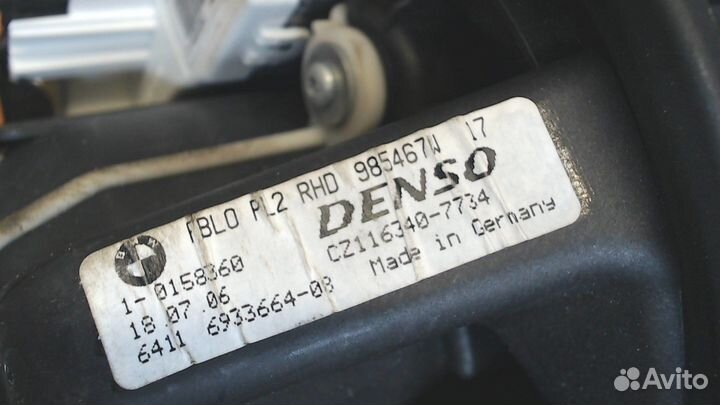 PBLO PL2 RHD 985467W 17
DENSO
CZ116340-7734
Made in Germany
1-0158360
18.07.06
6411 6933664-08
Avito